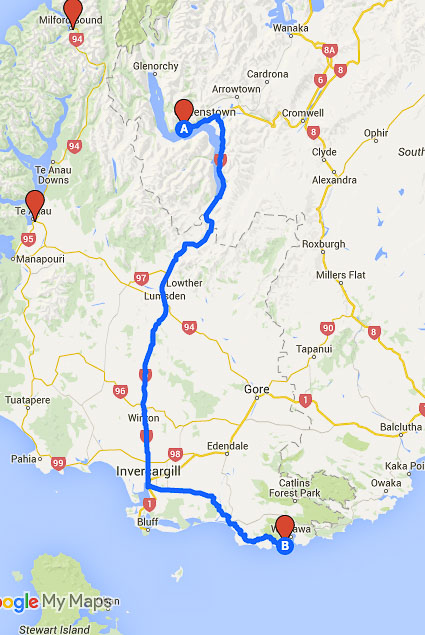 Milford Sound
94
Wanaka
8A
8
6
Glenorchy
Cardrona
Arrowtown
enstown
A
Cromwell
8
Ophir
Clyde
South
94
Te Anau
Downs
Alexandra
Te Anau
95
Roxburgh
Manapouri
97
Lowther
Lumsden
Millers Flat
94
90
8
Tapanui
96
Gore
1
Tuatapere
Winton
Balclutha
Pahia
99
98
Edendale
Invercargill
Kaka Poi
Catlins
Forest Park
Owaka
1
Bluff
B
Google My Maps
Stewart Island